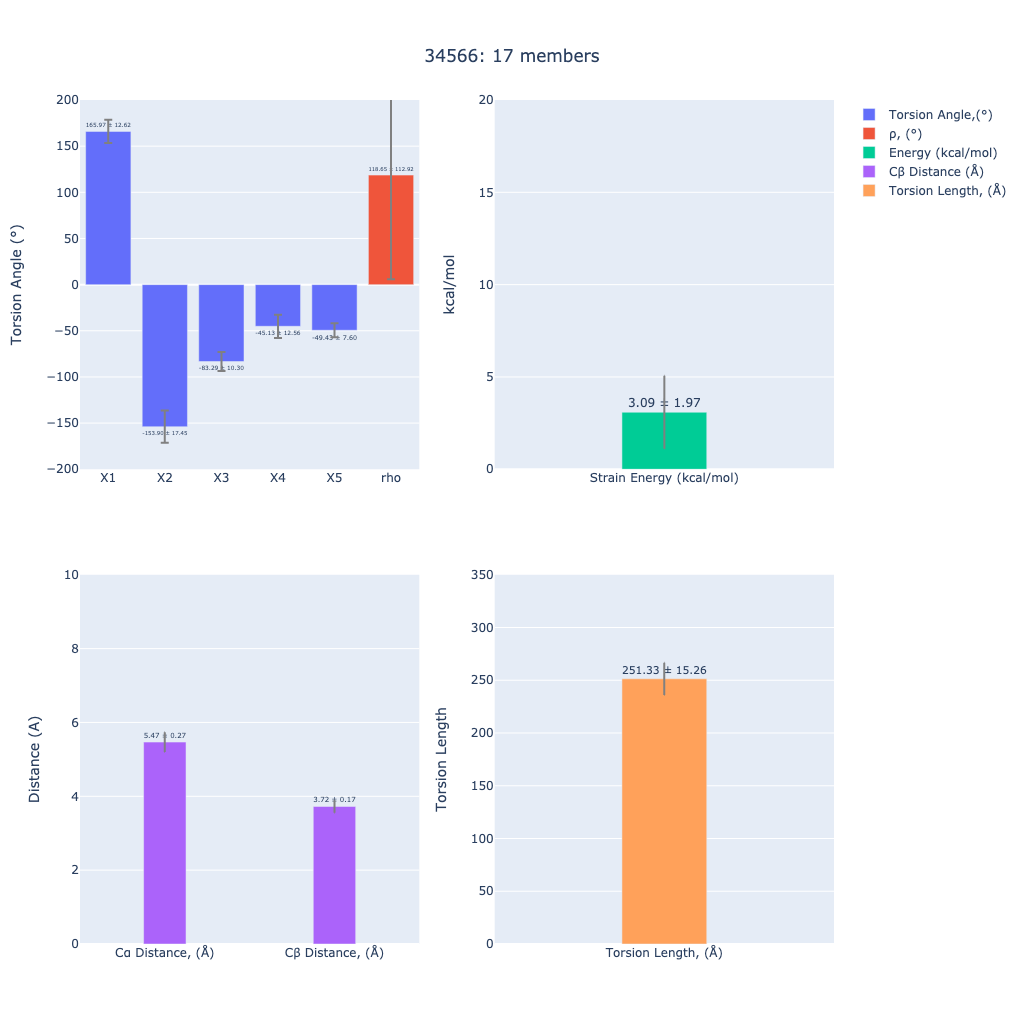 34566: 17 members
Torsion Angle (°)
200
150
100
50
0
−50
−100
−150
−200
165.97 ± 12.62
-153.90 ± 17.45
-83.29 ± 10.30
-45.13 ± 12.56
-49.43 ± 7.60
118.65 ± 112.92
X1 X2 X3 X4 X5 rho
kcal/mol
20
15
10
5
0
3.09 ± 1.97
Strain Energy (kcal/mol)
Torsion Angle,(°)
ρ, (°)
Energy (kcal/mol)
Cβ Distance (Å)
Torsion Length, (Å)
Distance (A)
10
8
6
4
2
0
5.47 ± 0.27
3.72 ± 0.17
Cα Distance, (Å) Cβ Distance, (Å)
Torsion Length
350
300
250
200
150
100
50
0
251.33 ± 15.26
Torsion Length, (Å)